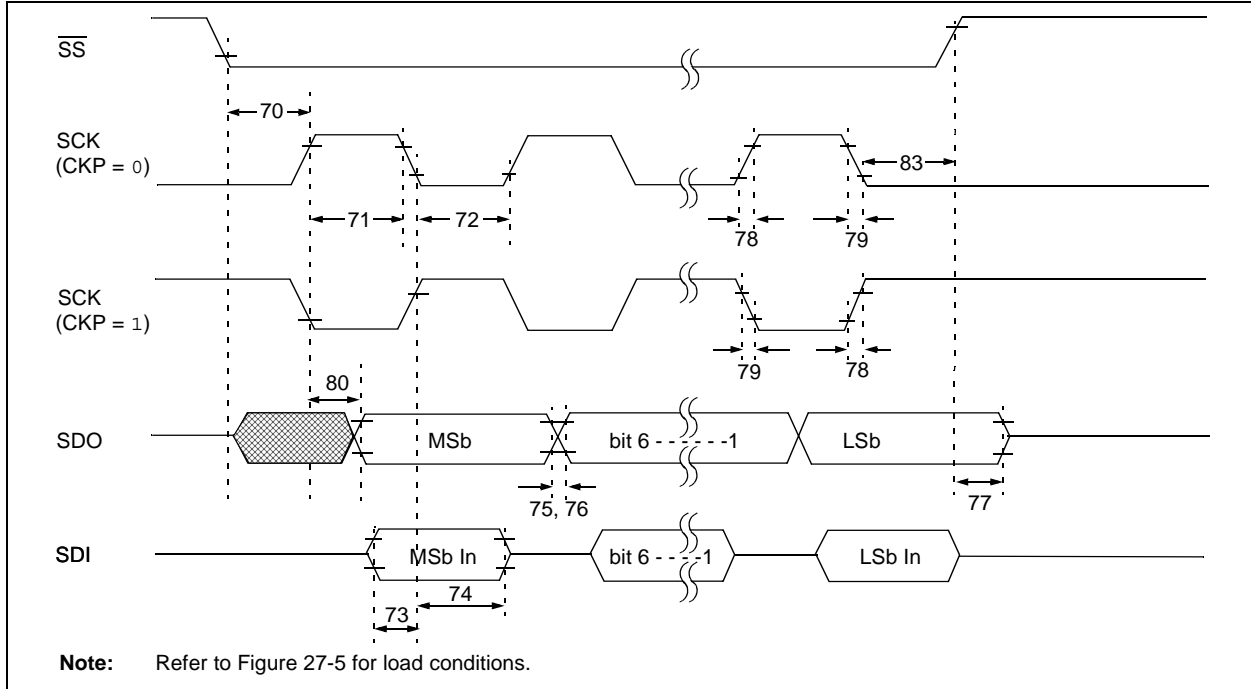 SS
70
SCK
(CKP = 0)
83
71
72
78
79
SCK
(CKP = 1)
79
78
80
SDO
MSb
bit 6 - - - - - -1
LSb
75, 76
77
SDI
MSb In
bit 6 - - - - -1
LSb In
74
73
Note: Refer to Figure 27-5 for load conditions.